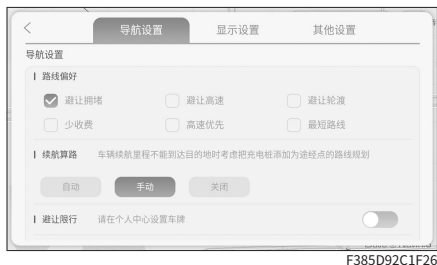 导航设置 显示设置 其他设置
导航设置
路线偏好
避让拥堵 避让高速 避让轮渡
少收费 高速优先 最短路线
续航算路 车辆续航里程不能到达目的地时考虑把充电桩添加为途经点的路线规划
自动 手动 关闭
避让限行 请在个人中心设置车牌
F385D92C1F26